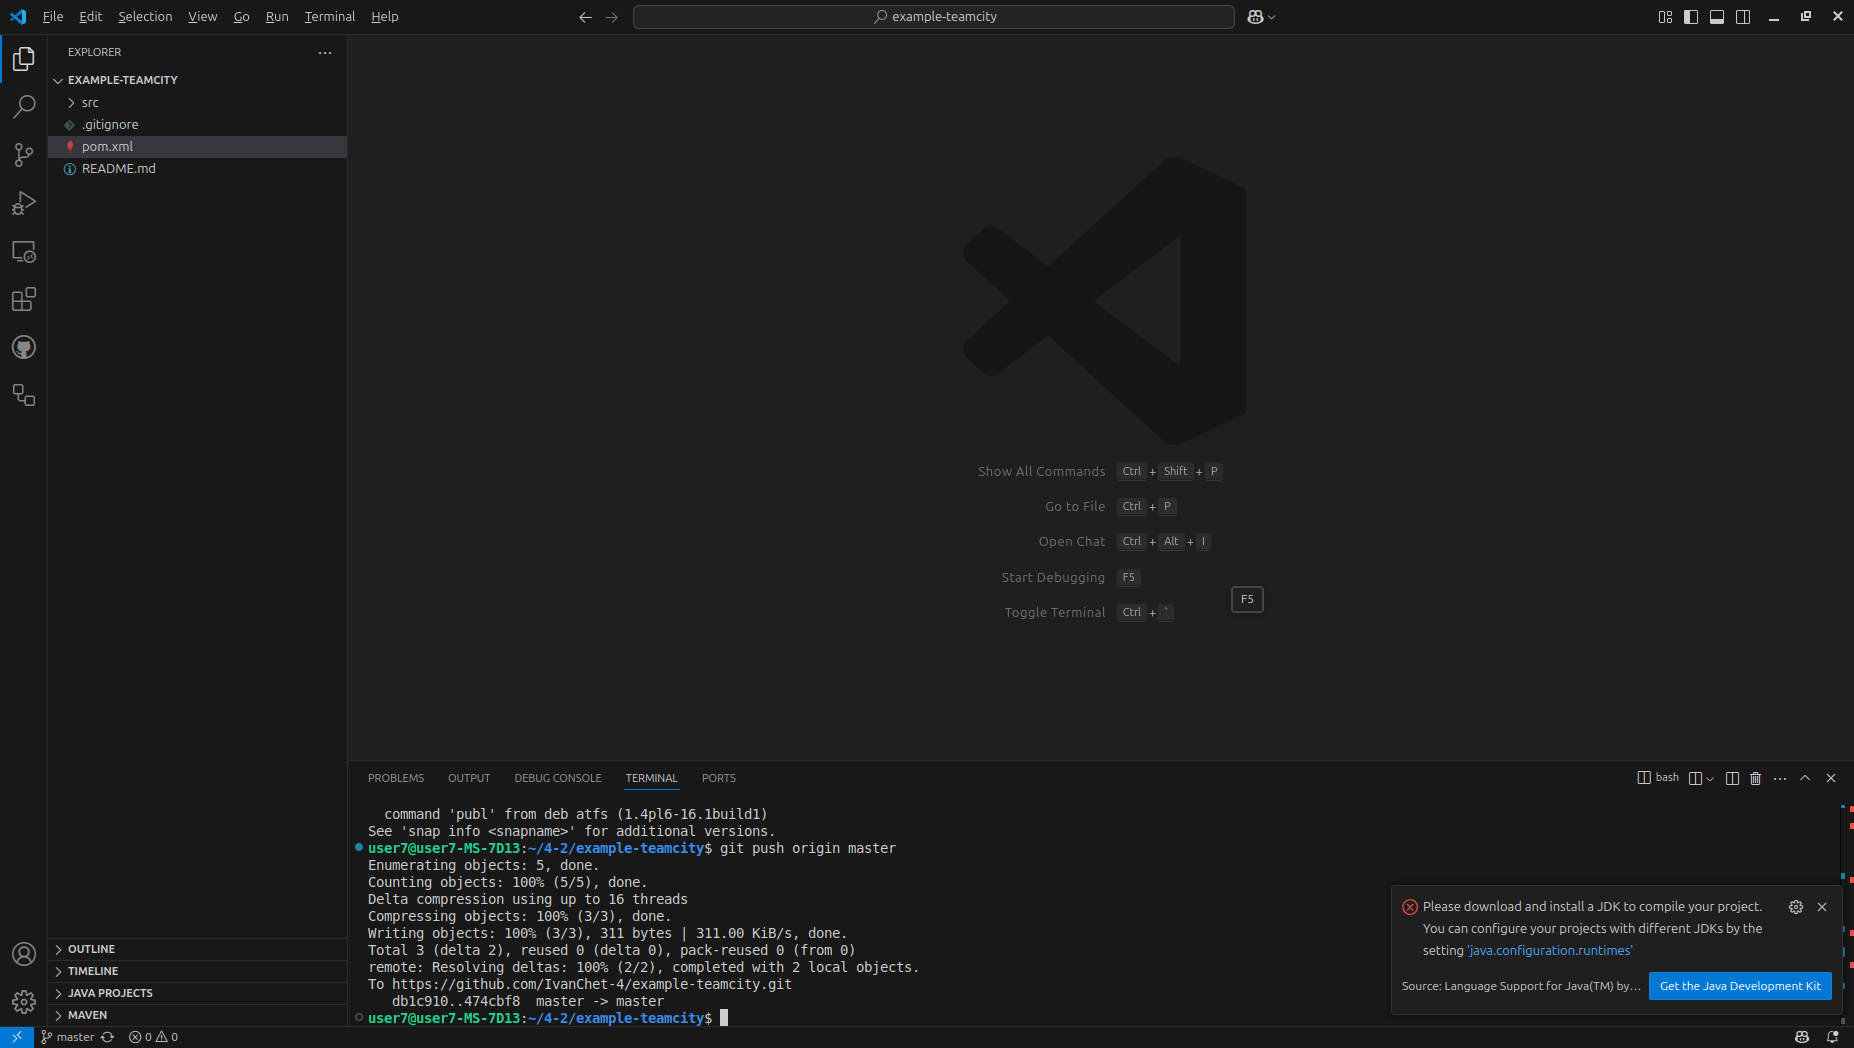 File Edit Selection View Go Run Terminal Help
example-teamcity
EXPLORER
EXAMPLE-TEAMCITY
src
.gitignore
pom.xml
README.md
Show All Commands Ctrl + Shift + P
Go to File Ctrl + P
Open Chat Ctrl + Alt + I
Start Debugging F5
F5
Toggle Terminal Ctrl + `
PROBLEMS OUTPUT DEBUG CONSOLE TERMINAL PORTS
bash
command 'publ' from deb atfs (1.4pl6-16.1build1)
See 'snap info <snapname>' for additional versions.
user7@user7-MS-7D13:~/4-2/example-teamcity$ git push origin master
Enumerating objects: 5, done.
Counting objects: 100% (5/5), done.
Delta compression using up to 16 threads
Compressing objects: 100% (3/3), done.
Writing objects: 100% (3/3), 311 bytes | 311.00 KiB/s, done.
Total 3 (delta 2), reused 0 (delta 0), pack-reused 0 (from 0)
remote: Resolving deltas: 100% (2/2), completed with 2 local objects.
To https://github.com/IvanChet-4/example-teamcity.git
db1c910..474cbf8  master -> master
user7@user7-MS-7D13:~/4-2/example-teamcity$
Please download and install a JDK to compile your project.
You can configure your projects with different JDKs by the
setting 'java.configuration.runtimes'
Source: Language Support for Java(TM) by...
Get the Java Development Kit
OUTLINE
TIMELINE
JAVA PROJECTS
MAVEN
master 0 0